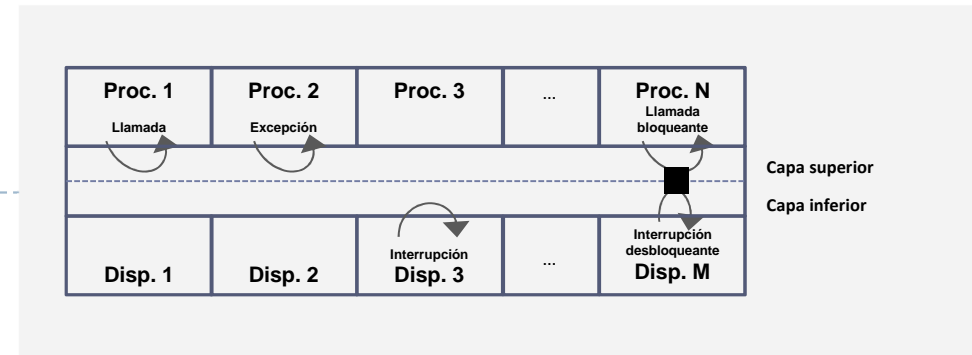 Proc. 1
Proc. 2
Proc. 3
...
Proc. N
Llamada
Excepción
Llamada
bloqueante
Capa superior
Capa inferior
Interrupción
Interrupción
desbloqueante
Disp. 1
Disp. 2
Disp. 3
...
Disp. M